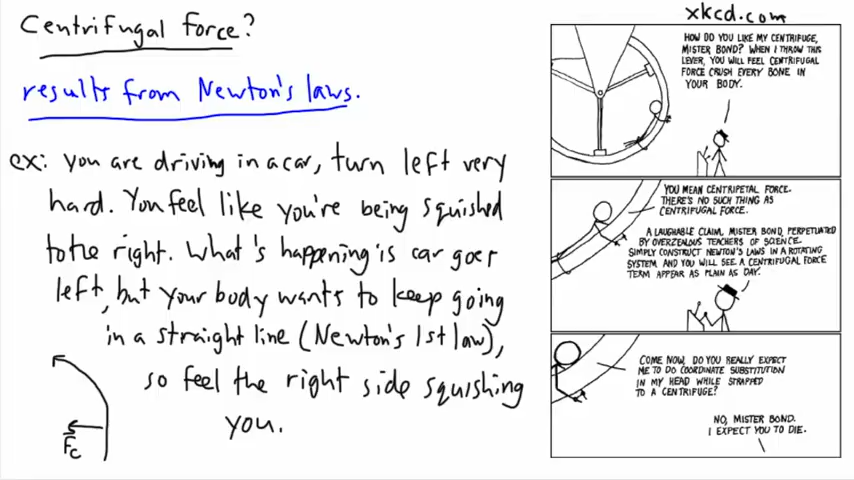 Centrifugal force?
results from Newton's laws.
ex: you are driving in a car, turn left very
hard. You feel like you're being squished
to the right. What's happening is car goes
left, but your body wants to keep going
in a straight line (Newton's 1st law),
so feel the right side squishing
you.
Fc
xkcd.com
HOW DO YOU LIKE MY CENTRIFUGE,
MISTER BOND? WHEN I THROW THIS
LEVER, YOU WILL FEEL CENTRIFUGAL
FORCE CRUSH EVERY BONE IN
YOUR BODY.
YOU MEAN CENTRIPETAL FORCE.
THERE'S NO SUCH THING AS
CENTRIFUGAL FORCE.
A LAUGHABLE CLAIM, MISTER BOND, PERPETUATED
BY OVERZEALOUS TEACHERS OF SCIENCE.
SIMPLY CONSTRUCT NEWTON'S LAWS IN A ROTATING
SYSTEM AND YOU WILL SEE A CENTRIFUGAL FORCE
TERM APPEAR AS PLAIN AS DAY.
COME NOW, DO YOU REALLY EXPECT
ME TO DO COORDINATE SUBSTITUTION
IN MY HEAD WHILE STRAPPED
TO A CENTRIFUGE?
NO, MISTER BOND.
I EXPECT YOU TO DIE.